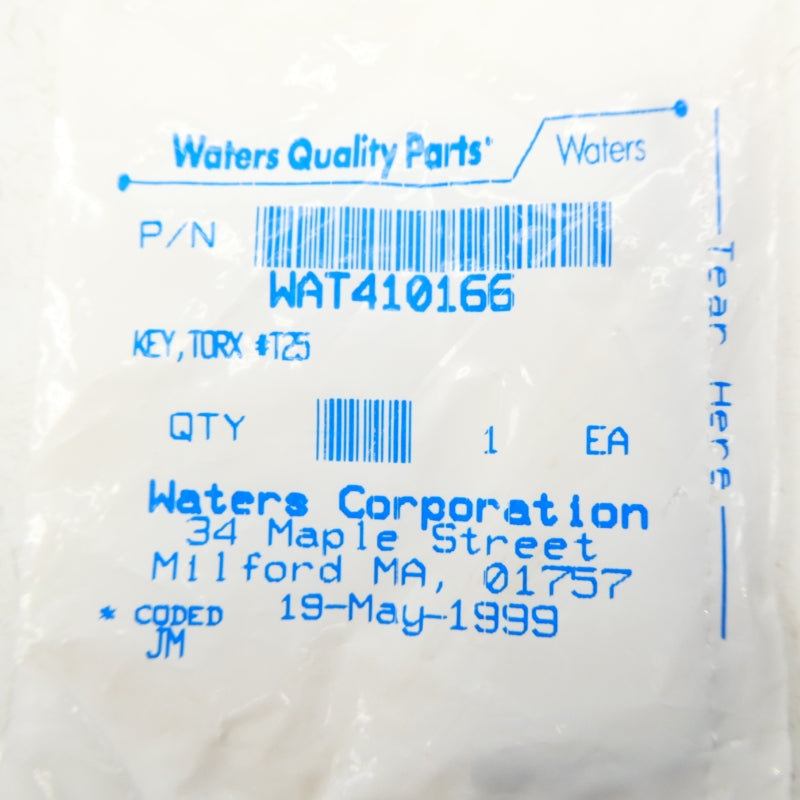 Waters Quality Parts
Waters
P/N
WAT410166
KEY,TORX #T25
QTY 1 EA
Waters Corporation
34 Maple Street
Milford MA, 01757
* CODED 19-May-1999
JM
Tear Here